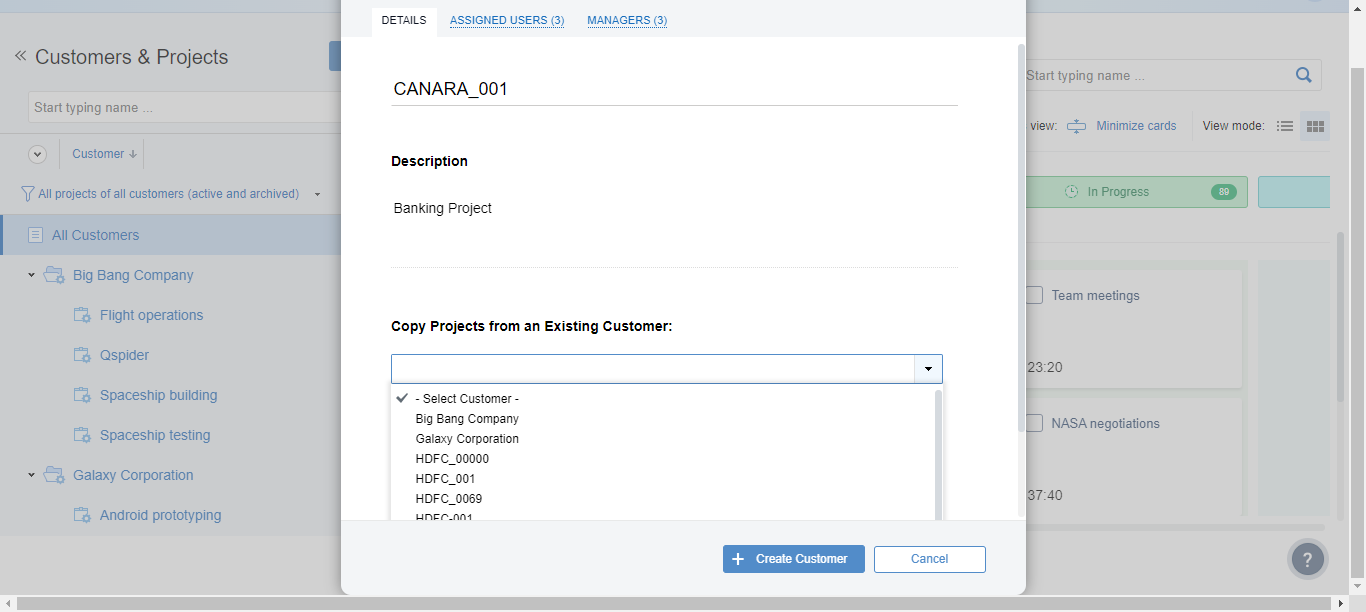 DETAILS
ASSIGNED USERS (3)
MANAGERS (3)
Customers & Projects
Start typing name ...
Customer
All projects of all customers (active and archived)
All Customers
Big Bang Company
Flight operations
Qspider
Spaceship building
Spaceship testing
Galaxy Corporation
Android prototyping
CANARA_001
Description
Banking Project
Copy Projects from an Existing Customer:
- Select Customer -
Big Bang Company
Galaxy Corporation
HDFC_00000
HDFC_001
HDFC_0069
HDFC-001
+ Create Customer
Cancel
Start typing name ...
view:
Minimize cards
View mode:
In Progress
89
Team meetings
23:20
NASA negotiations
37:40
?